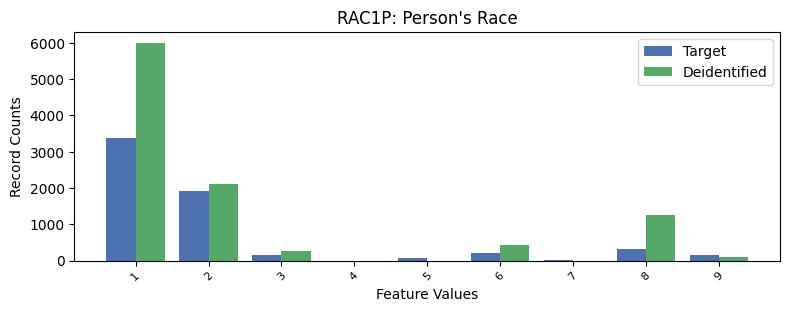 RAC1P: Person's Race
Target
Deidentified
Record Counts
6000
5000
4000
3000
2000
1000
0
1 2 3 4 5 6 7 8 9
Feature Values